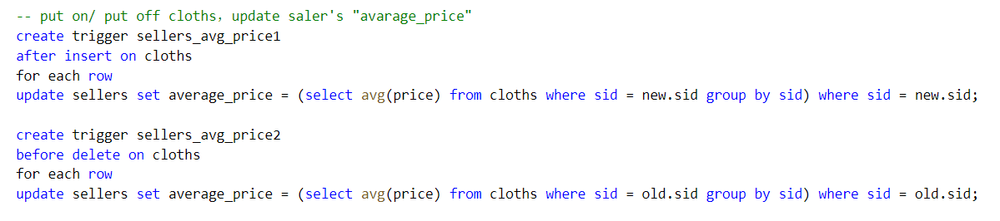 -- put on/ put off cloths，update saler's "avarage_price"
create trigger sellers_avg_price1
after insert on cloths
for each row
update sellers set average_price = (select avg(price) from cloths where sid = new.sid group by sid) where sid = new.sid;
create trigger sellers_avg_price2
before delete on cloths
for each row
update sellers set average_price = (select avg(price) from cloths where sid = old.sid group by sid) where sid = old.sid;